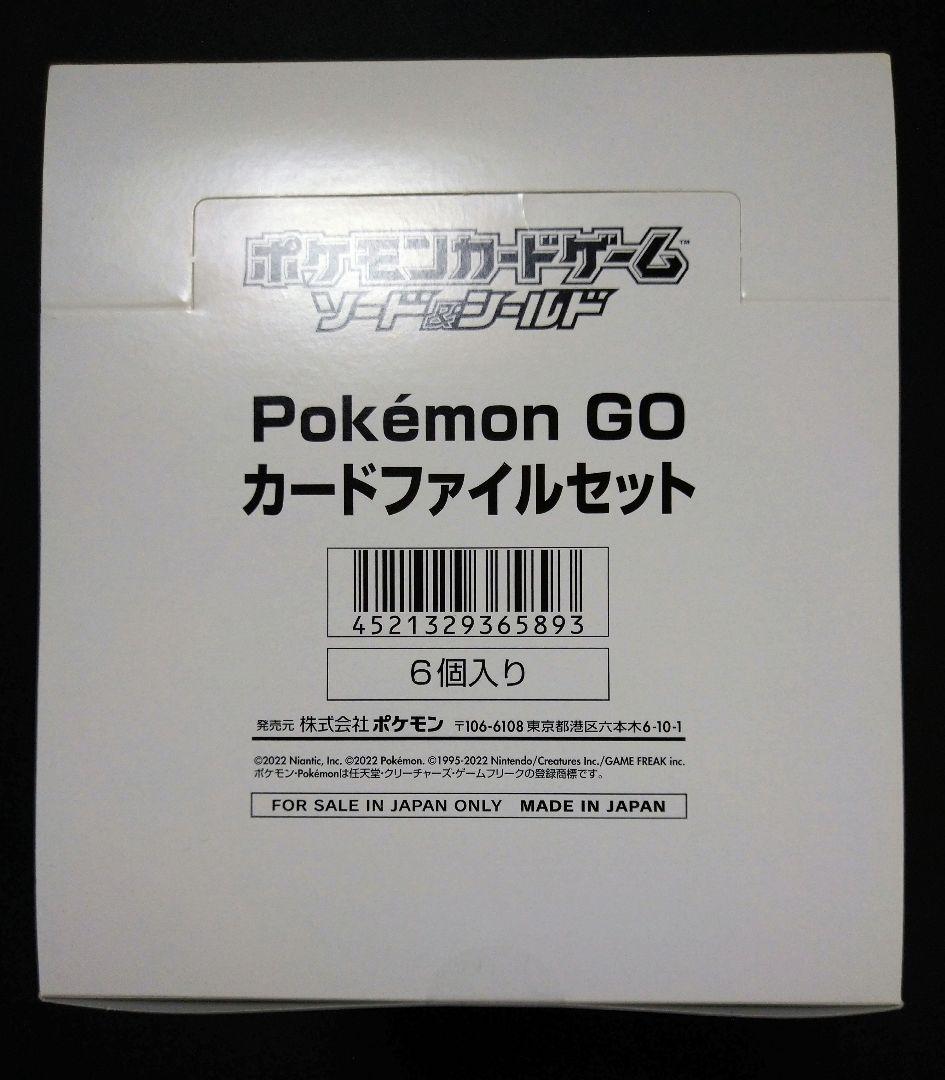 ポケモンカードゲーム™
ソード&シールド
Pokémon GO
カードファイルセット
4521329365893
6個入り
発売元 株式会社 ポケモン 〒106-6108 東京都港区六本木6-10-1
©2022 Niantic, Inc. ©2022 Pokémon. ©1995-2022 Nintendo/Creatures Inc./GAME FREAK inc.
ポケモン・Pokémonは任天堂・クリーチャーズ・ゲームフリークの登録商標です。
FOR SALE IN JAPAN ONLY MADE IN JAPAN